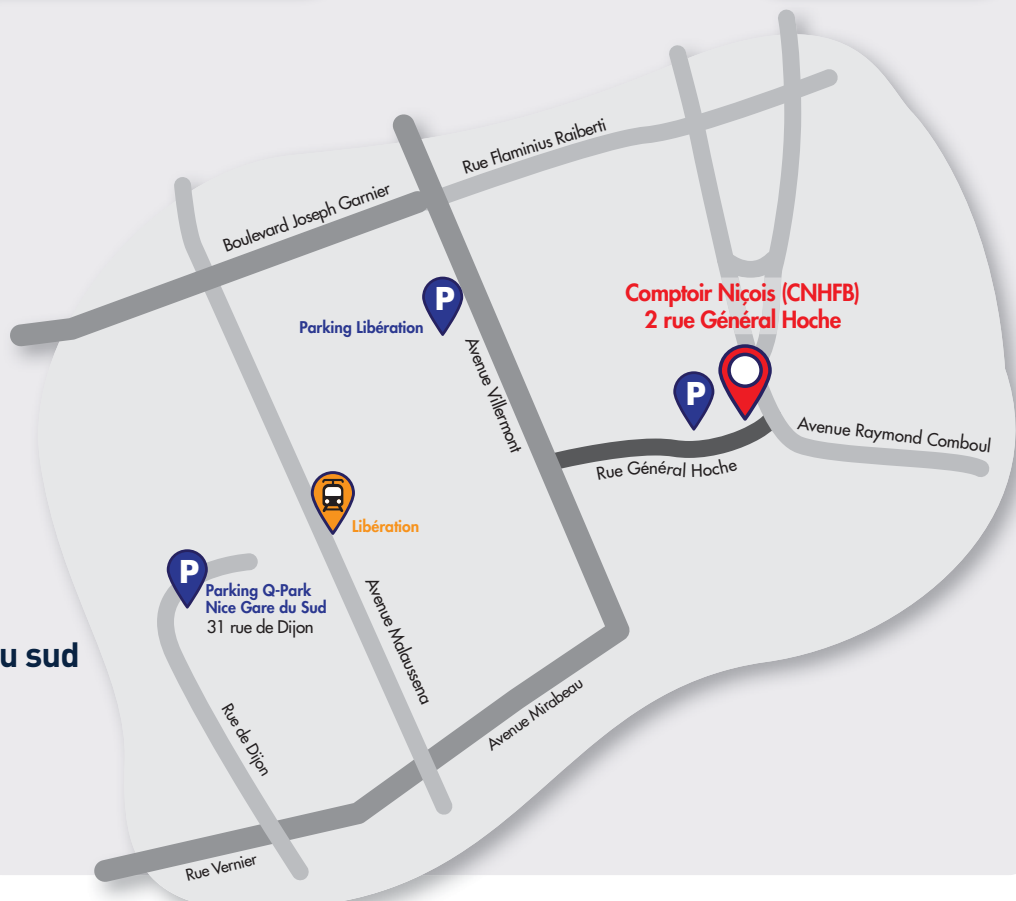 Rue Flaminius Raiberti
Boulevard Joseph Garnier
Comptoir Niçois (CNHFB)
2 rue Général Hoche
P
Parking Libération
Avenue Villermont
P
Avenue Raymond Comboul
Rue Général Hoche
Libération
P
Parking Q-Park
Nice Gare du Sud
31 rue de Dijon
Avenue Malaussena
u sud
Avenue Mirabeau
Rue de Dijon
Rue Vernier